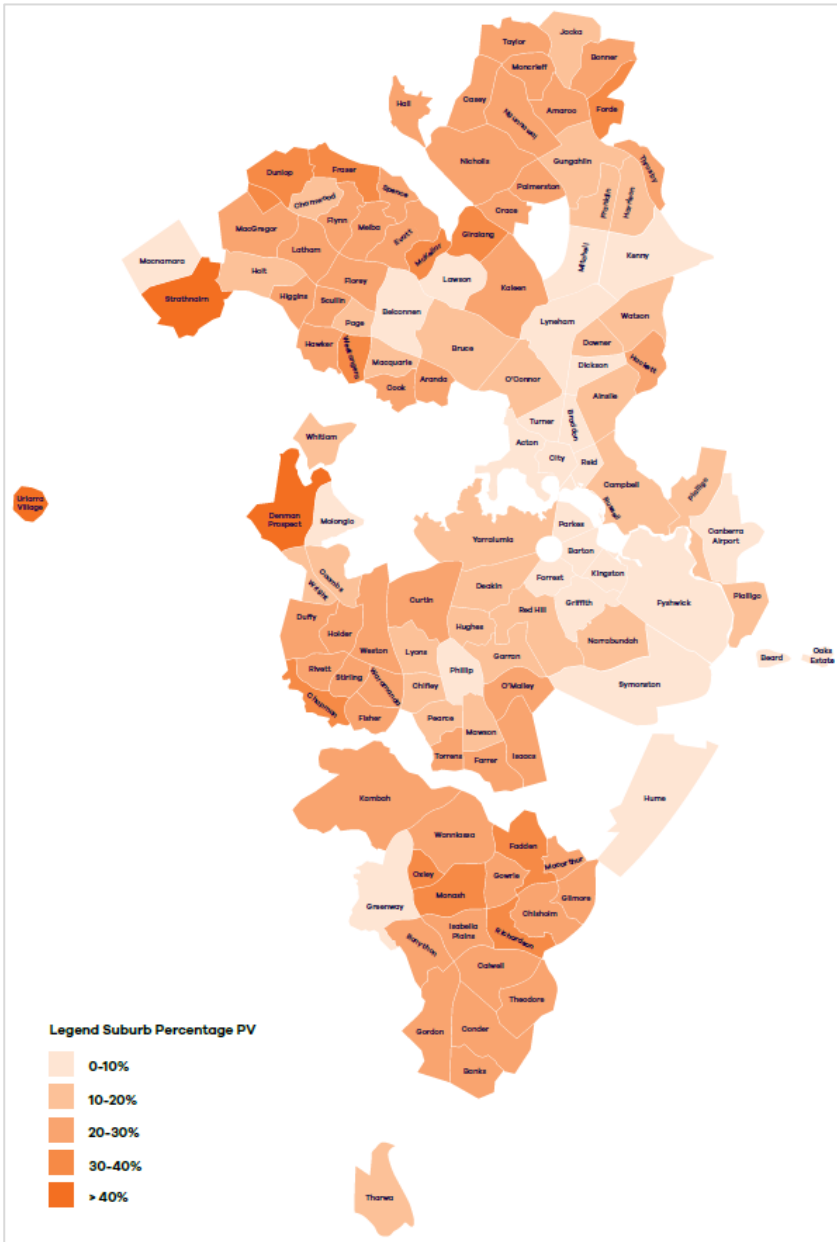 Taylor
Jacka
Moncrieff
Bonner
Hall
Casey
Ngunnawal
Amaroo
Forde
Nicholls
Gungahlin
Throsby
Dunlop
Fraser
Spence
Palmerston
Franklin
Harrison
Charnwood
Crace
MacGregor
Flynn
Melba
Evatt
Giralang
Latham
McKellar
Mitchell
Kenny
Macnamara
Holt
Lawson
Kaleen
Strathnairn
Florey
Higgins
Scullin
Belconnen
Page
Lyneham
Watson
Hawker
Weetangera
Macquarie
Bruce
Downer
Dickson
Hackett
Cook
Aranda
O'Connor
Ainslie
Turner
Braddon
Whitlam
Acton
City
Reid
Campbell
Pialligo
Uriarra
Village
Denman
Prospect
Molonglo
Russell
Parkes
Canberra
Airport
Yarralumla
Barton
Coombs
Wright
Deakin
Forrest
Kingston
Curtin
Griffith
Fyshwick
Pialligo
Duffy
Red Hill
Holder
Hughes
Narrabundah
Weston
Lyons
Garran
Beard
Oaks
Estate
Rivett
Stirling
Waramanga
Phillip
Chifley
O'Malley
Symonston
Chapman
Fisher
Pearce
Mawson
Torrens
Farrer
Isaacs
Kambah
Hume
Wanniassa
Fadden
Macarthur
Oxley
Gowrie
Monash
Gilmore
Greenway
Chisholm
Isabella
Plains
Richardson
Bonython
Calwell
Theodore
Gordon
Conder
Banks
Legend Suburb Percentage PV
0-10%
10-20%
20-30%
30-40%
> 40%
Tharwa